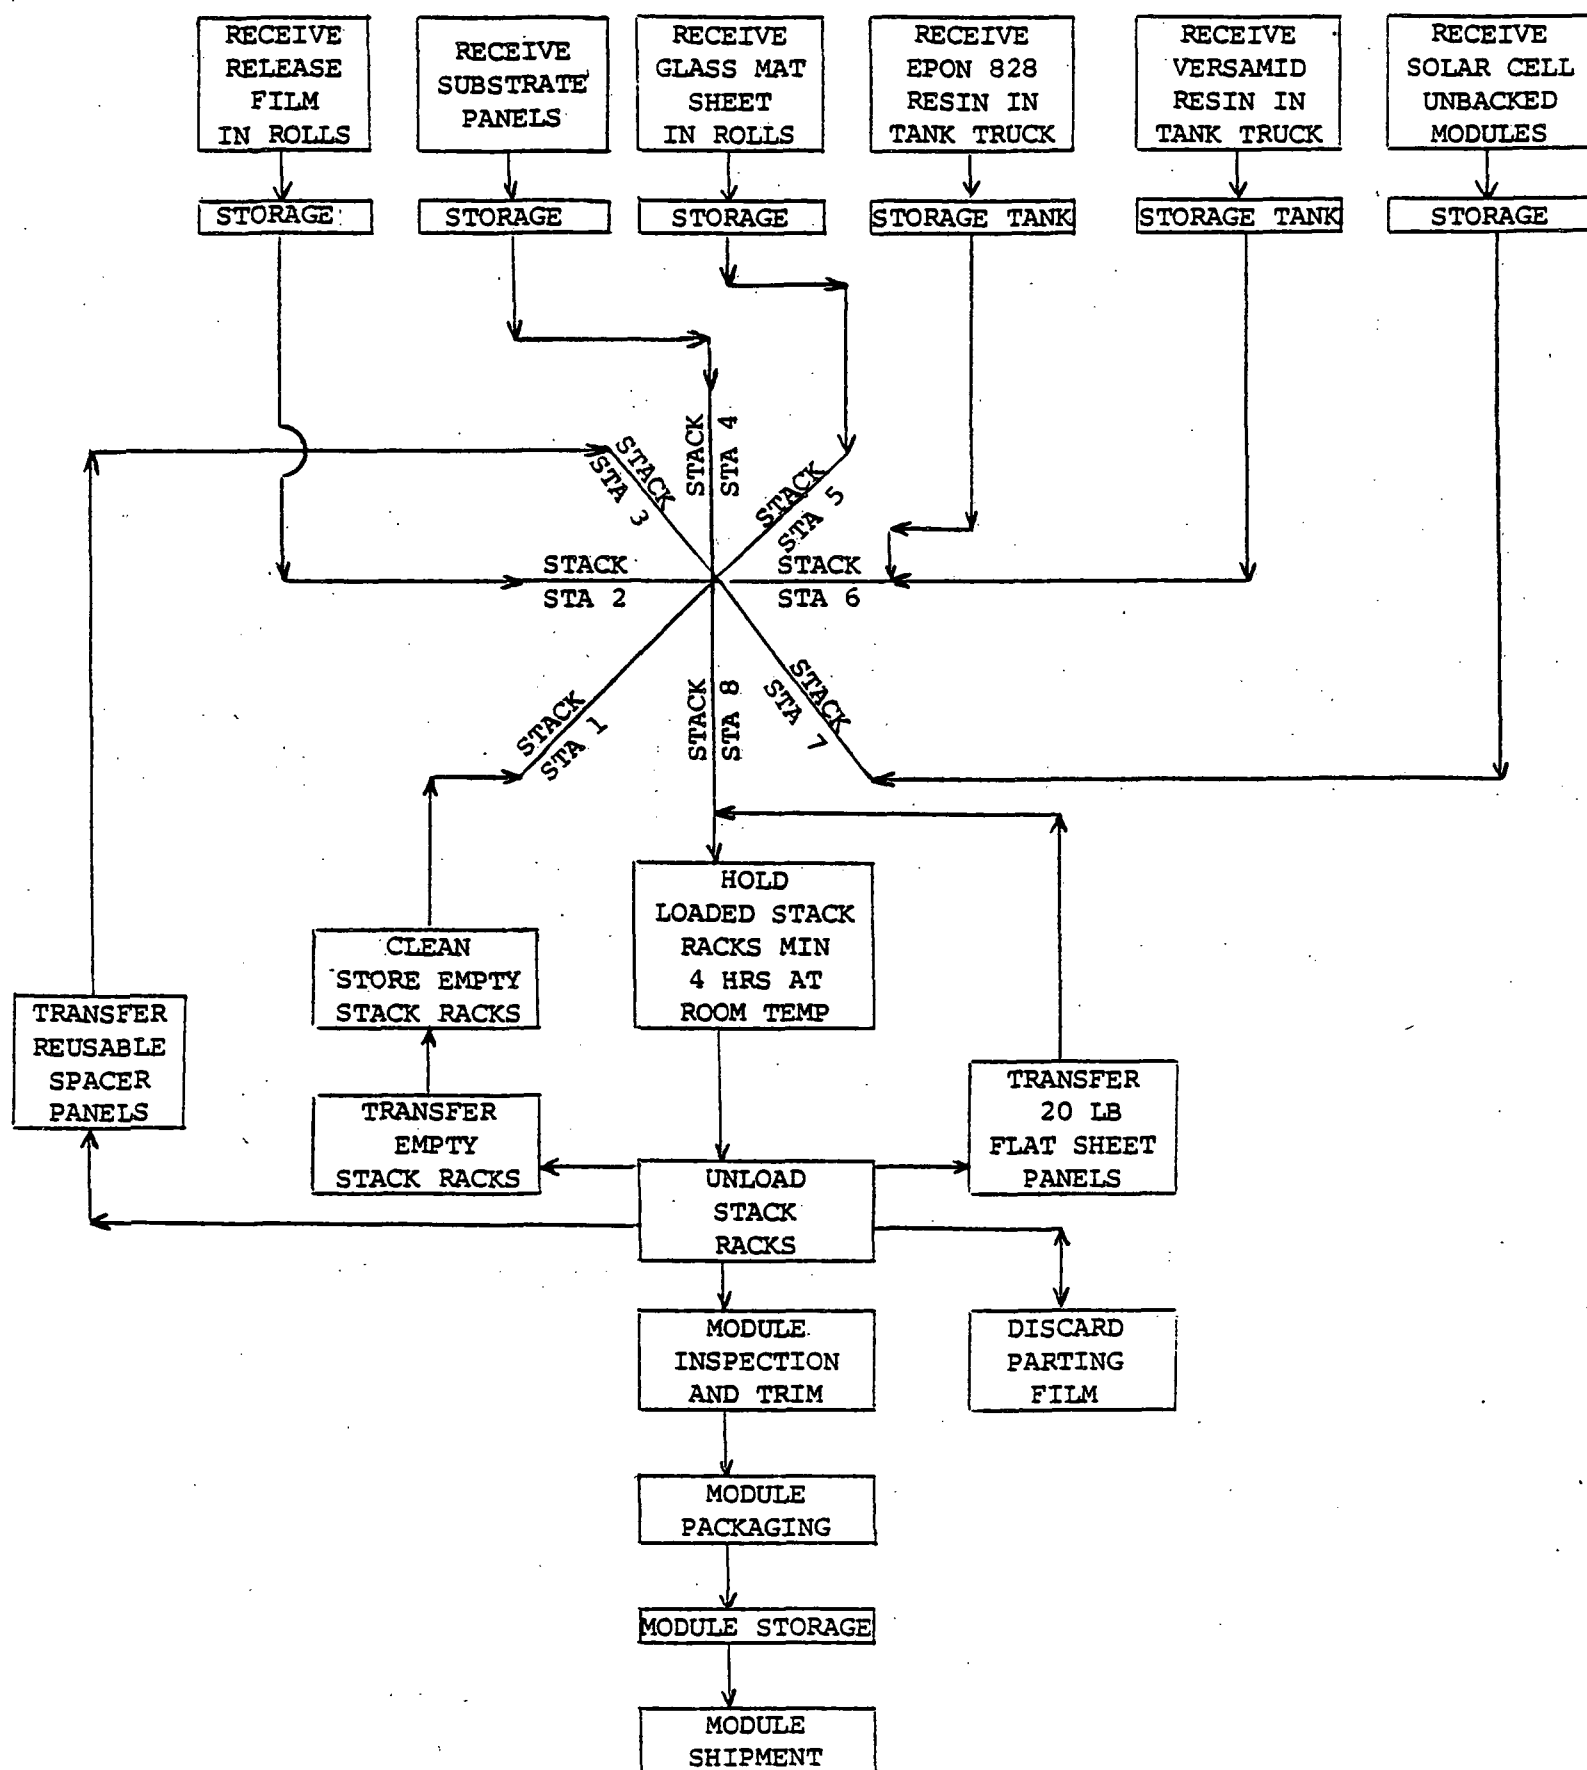 RECEIVE
RELEASE
FILM
IN ROLLS
RECEIVE
SUBSTRATE
PANELS
RECEIVE
GLASS MAT
SHEET
IN ROLLS
RECEIVE
EPON 828
RESIN IN
TANK TRUCK
RECEIVE
VERSAMID
RESIN IN
TANK TRUCK
RECEIVE
SOLAR CELL
UNBACKED
MODULES
STORAGE
STORAGE
STORAGE
STORAGE TANK
STORAGE TANK
STORAGE
STACK
STA 3
STACK
STA 4
STACK
STA 5
STACK
STA 2
STACK
STA 6
STACK
STA 1
STACK
STA 8
STACK
STA 7
HOLD
LOADED STACK
RACKS MIN
4 HRS AT
ROOM TEMP
CLEAN
STORE EMPTY
STACK RACKS
TRANSFER
REUSABLE
SPACER
PANELS
TRANSFER
EMPTY
STACK RACKS
TRANSFER
20 LB
FLAT SHEET
PANELS
UNLOAD
STACK
RACKS
MODULE
INSPECTION
AND TRIM
DISCARD
PARTING
FILM
MODULE
PACKAGING
MODULE STORAGE
MODULE
SHIPMENT